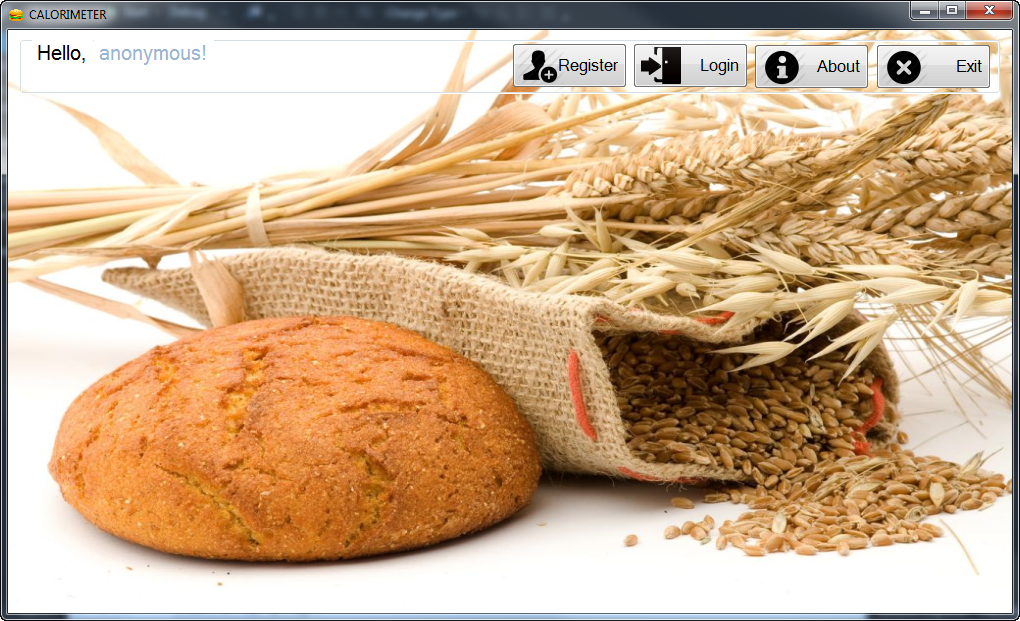 CALORIMETER
Hello, anonymous!
Register
Login
About
Exit